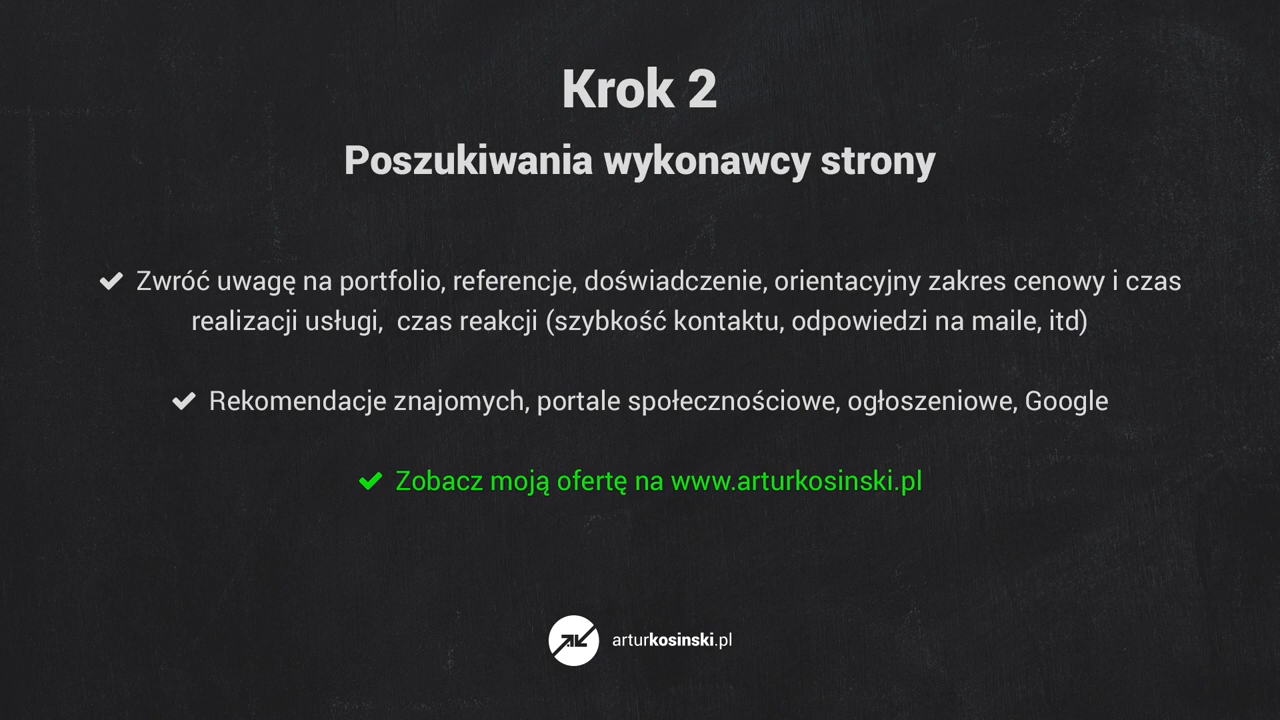 Krok 2
Poszukiwania wykonawcy strony
✔ Zwróć uwagę na portfolio, referencje, doświadczenie, orientacyjny zakres cenowy i czas
realizacji usługi,  czas reakcji (szybkość kontaktu, odpowiedzi na maile, itd)
✔ Rekomendacje znajomych, portale społecznościowe, ogłoszeniowe, Google
✔ Zobacz moją ofertę na www.arturkosinski.pl
arturkosinski.pl